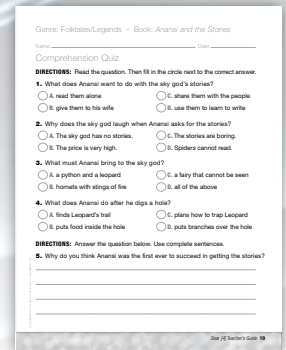 Genre: Folktales/Legends • Book: Anansi and the Stories
Name Date
Comprehension Quiz
DIRECTIONS: Read the question. Then fill in the circle next to the correct answer.
1. What does Anansi want to do with the sky god's stories?
A. read them alone C. share them with the people
B. give them to his wife D. use them to learn to write
2. Why does the sky god laugh when Anansi asks for the stories?
A. The sky god has no stories. C. The stories are boring.
B. The price is very high. D. Spiders cannot read.
3. What must Anansi bring to the sky god?
A. a python and a leopard C. a fairy that cannot be seen
B. hornets with stings of fire D. all of the above
4. What does Anansi do after he digs a hole?
A. finds Leopard's trail C. plans how to trap Leopard
B. puts food inside the hole D. puts branches over the hole
DIRECTIONS: Answer the question below. Use complete sentences.
5. Why do you think Anansi was the first ever to succeed in getting the stories?
Teacher's Guide 19